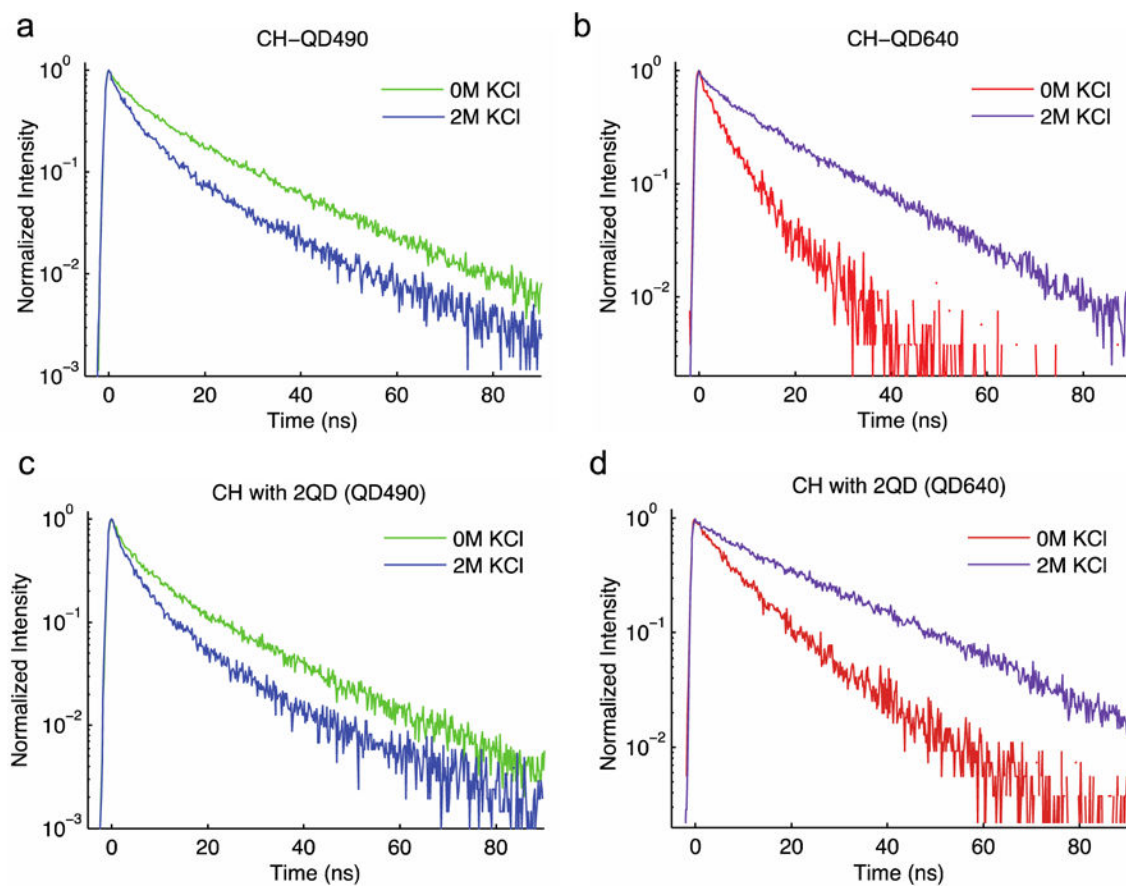 a
CH−QD490
10^0
10^-1
10^-2
10^-3
Normalized Intensity
0M KCl
2M KCl
0 20 40 60 80
Time (ns)
b
CH−QD640
10^0
10^-1
10^-2
Normalized Intensity
0M KCl
2M KCl
0 20 40 60 80
Time (ns)
c
CH with 2QD (QD490)
10^0
10^-1
10^-2
10^-3
Normalized Intensity
0M KCl
2M KCl
0 20 40 60 80
Time (ns)
d
CH with 2QD (QD640)
10^0
10^-1
10^-2
Normalized Intensity
0M KCl
2M KCl
0 20 40 60 80
Time (ns)